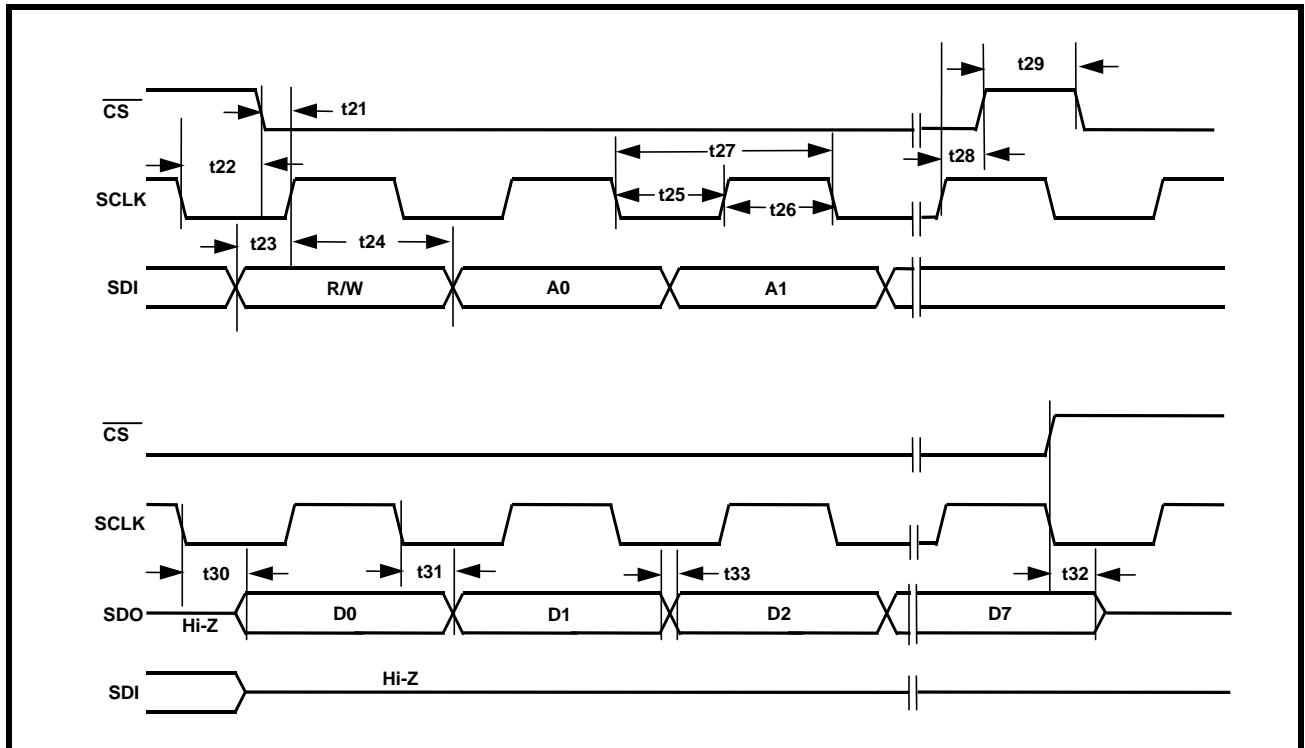 t29
CS
t21
t22
t27
t28
SCLK
t25
t26
t23
t24
SDI
R/W
A0
A1
CS
SCLK
t30
t31
t33
t32
SDO
Hi-Z
D0
D1
D2
D7
SDI
Hi-Z